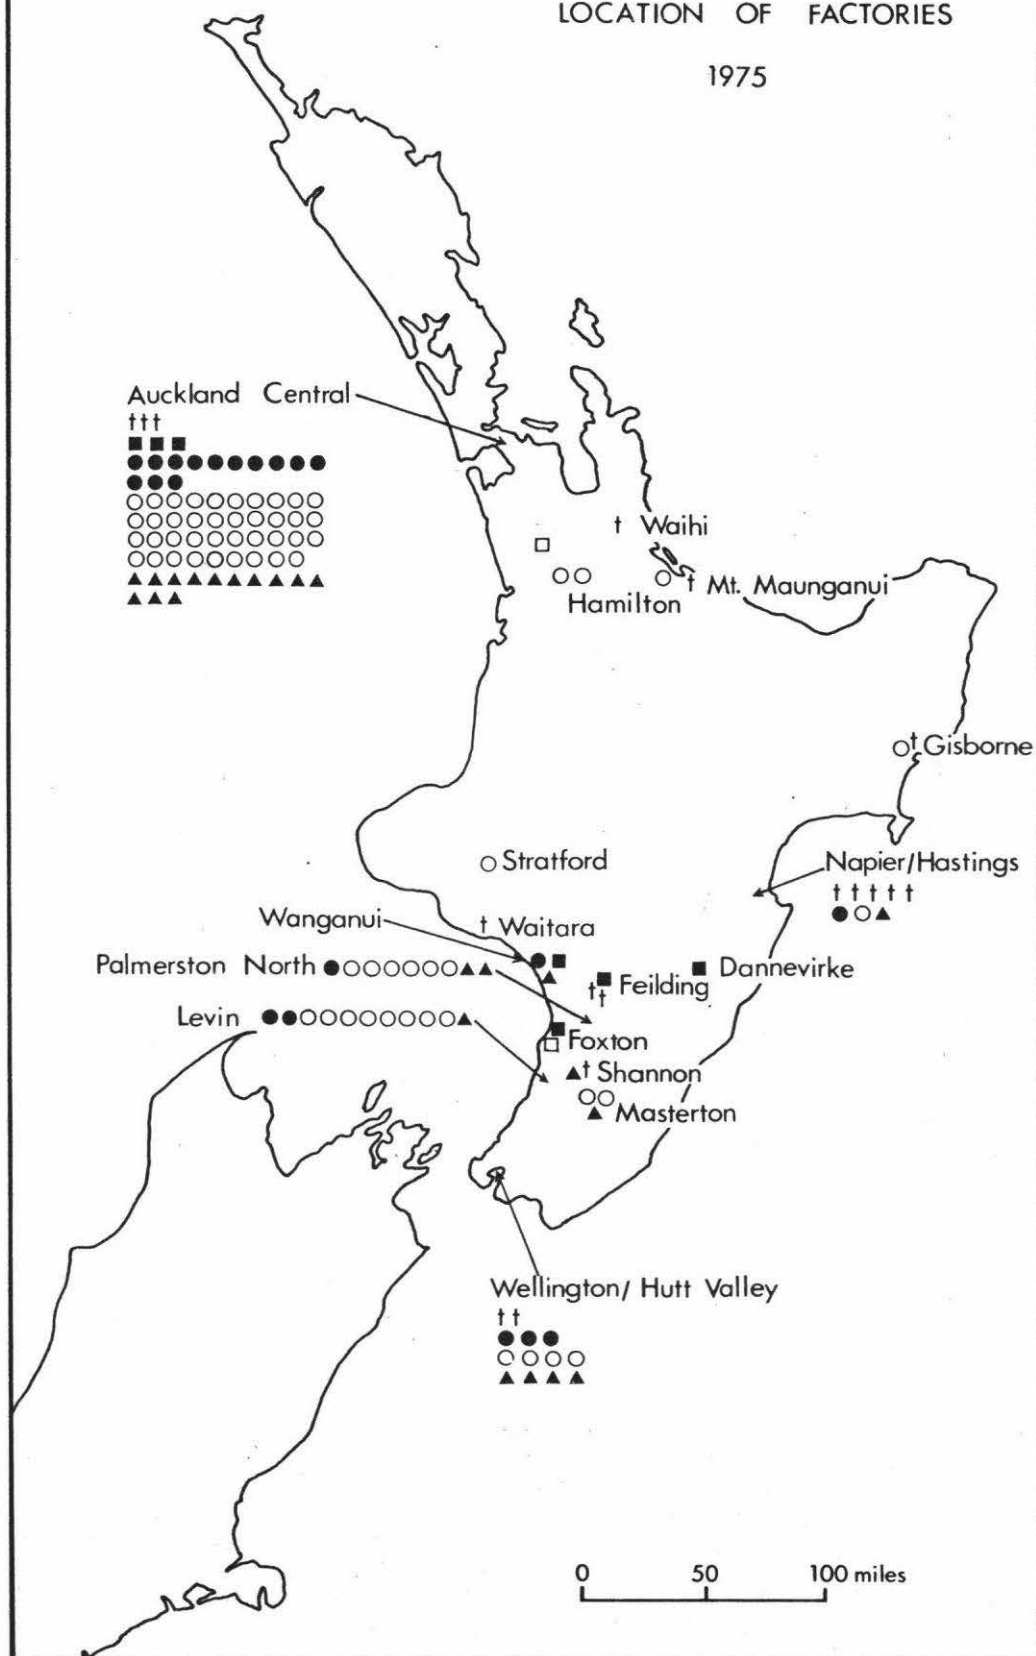 LOCATION OF FACTORIES
1975
Auckland Central
Waihi
Mt. Maunganui
Hamilton
Gisborne
Stratford
Napier/Hastings
Wanganui
Waitara
Palmerston North
Dannevirke
Feilding
Levin
Foxton
Shannon
Masterton
Wellington/ Hutt Valley
0 50 100 miles